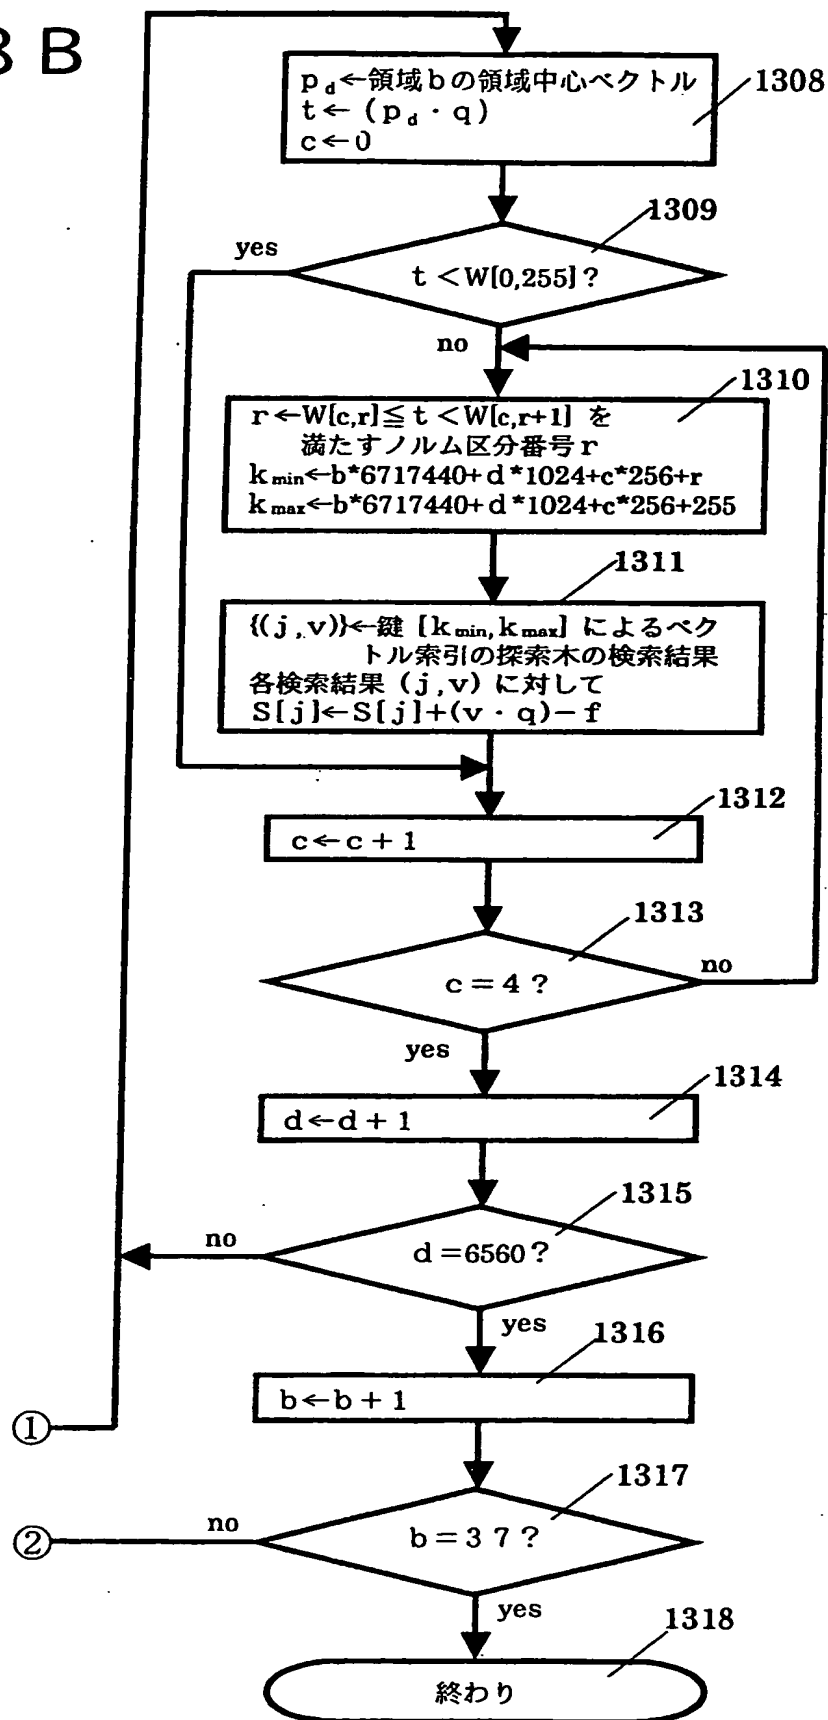 8 B
p_d←領域bの領域中心ベクトル
t←(p_d・q)
c←0
1308
1309
yes
t<W[0,255]?
no
1310
r←W[c,r]≦t<W[c,r+1] を
満たすノルム区分番号r
k_min←b*6717440+d*1024+c*256+r
k_max←b*6717440+d*1024+c*256+255
1311
{(j,v)}←鍵 [k_min,k_max] によるベク
トル索引の探索木の検索結果
各検索結果 (j,v) に対して
S[j]←S[j]+(v・q)−f
1312
c←c+1
1313
c=4?
no
yes
1314
d←d+1
1315
no
d=6560?
yes
1316
b←b+1
①
1317
②
no
b=37?
yes
1318
終わり